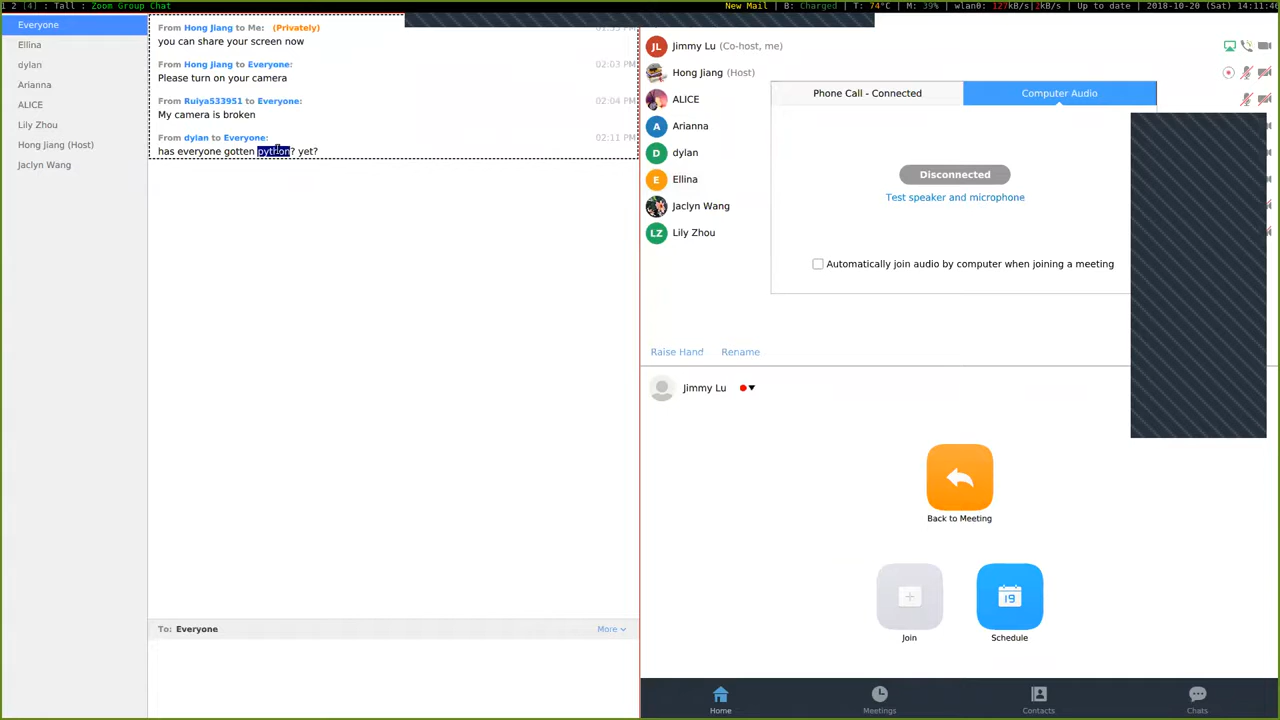 1 2 [4] : Tall : Zoom Group Chat
New Mail | B: Charged | T: 74°C | M: 39% | wlan0: 127kB/s|2kB/s | Up to date | 2018-10-20 (Sat) 14:11:46
Everyone
Ellina
dylan
Arianna
ALICE
Lily Zhou
Hong Jiang (Host)
Jaclyn Wang
From Hong Jiang to Me: (Privately)
you can share your screen now
From Hong Jiang to Everyone: 02:03 PM
Please turn on your camera
From Ruiya533951 to Everyone: 02:04 PM
My camera is broken
From dylan to Everyone: 02:11 PM
has everyone gotten python? yet?
To: Everyone
More
JL Jimmy Lu (Co-host, me)
Hong Jiang (Host)
ALICE
A Arianna
D dylan
E Ellina
Jaclyn Wang
LZ Lily Zhou
Phone Call - Connected
Computer Audio
Disconnected
Test speaker and microphone
Automatically join audio by computer when joining a meeting
Raise Hand
Rename
Jimmy Lu
Back to Meeting
19
Join
Schedule
Home
Meetings
Contacts
Chats